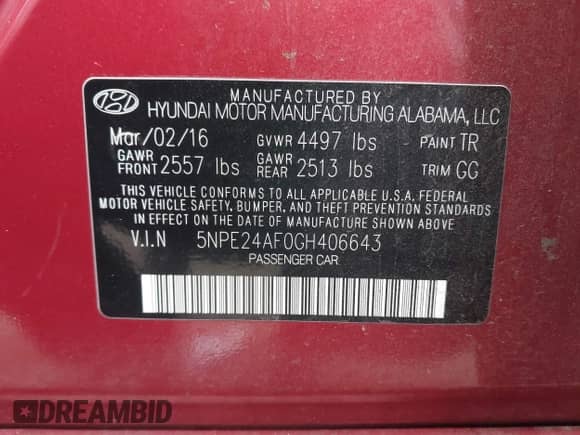 MANUFACTURED BY
HYUNDAI MOTOR MANUFACTURING ALABAMA, LLC
Mar/02/16 GVWR 4497 lbs PAINT TR
GAWR FRONT 2557 lbs GAWR REAR 2513 lbs TRIM GG
THIS VEHICLE CONFORMS TO ALL APPLICABLE U.S.A. FEDERAL
MOTOR VEHICLE SAFETY, BUMPER, AND THEFT PREVENTION STANDARDS
IN EFFECT ON THE DATE OF MANUFACTURE SHOWN ABOVE.
V.I.N 5NPE24AF0GH406643
PASSENGER CAR
DREAMBID